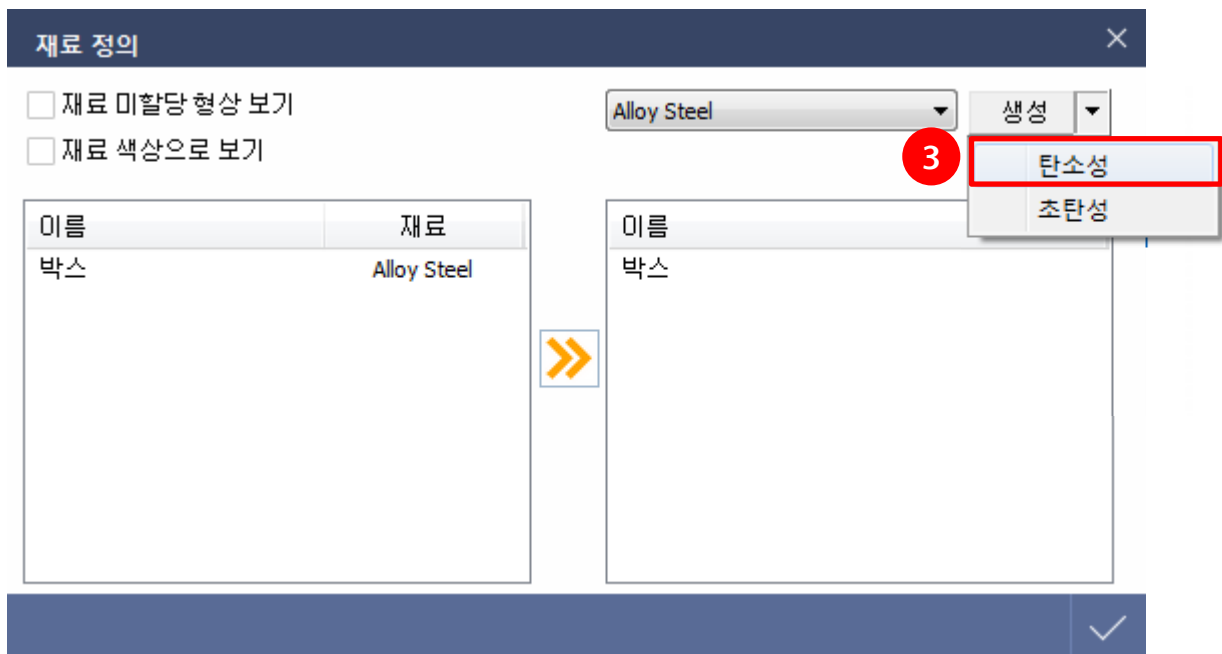 재료 정의
재료 미할당 형상 보기
재료 색상으로 보기
Alloy Steel
생성
3
탄소성
초탄성
이름 재료
박스 Alloy Steel
이름
박스